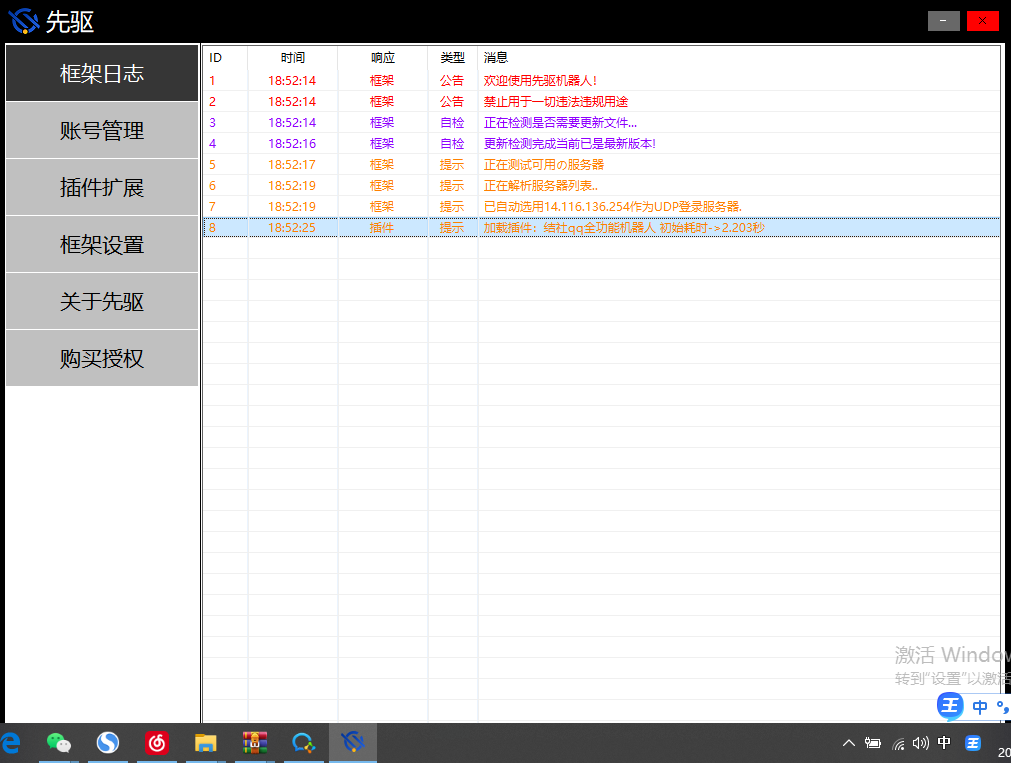 先驱
框架日志
账号管理
插件扩展
框架设置
关于先驱
购买授权
ID 时间 响应 类型 消息
1 18:52:14 框架 公告 欢迎使用先驱机器人!
2 18:52:14 框架 公告 禁止用于一切违法违规用途
3 18:52:14 框架 自检 正在检测是否需要更新文件...
4 18:52:16 框架 自检 更新检测完成当前已是最新版本!
5 18:52:17 框架 提示 正在测试可用の服务器
6 18:52:19 框架 提示 正在解析服务器列表..
7 18:52:19 框架 提示 已自动选用14.116.136.254作为UDP登录服务器.
8 18:52:25 插件 提示 加载插件：结社qq全功能机器人 初始耗时->2.203秒
激活 Windo
转到"设置"以激活
王 中 °,
中 王
20